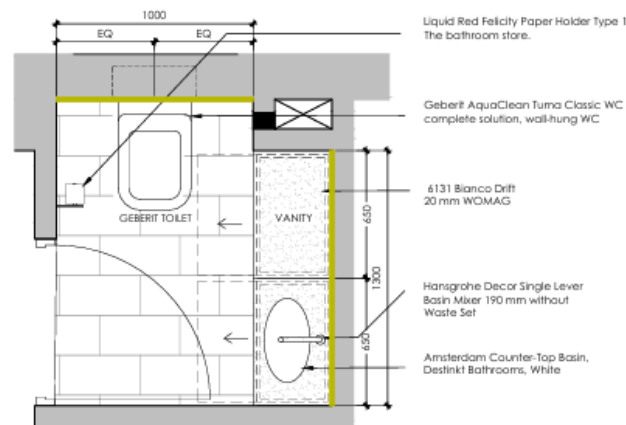 1000
EQ
EQ
Liquid Red Felicity Paper Holder Type 1
The bathroom store.
Geberit AquaClean Tuma Classic WC
complete solution, wall-hung WC
6131 Bianco Drift
20 mm WOMAG
GEBERIT TOILET
VANITY
650
1300
Hansgrohe Decor Single Lever
Basin Mixer 190 mm without
Waste Set
650
Amsterdam Counter-Top Basin,
Destinkt Bathrooms, White